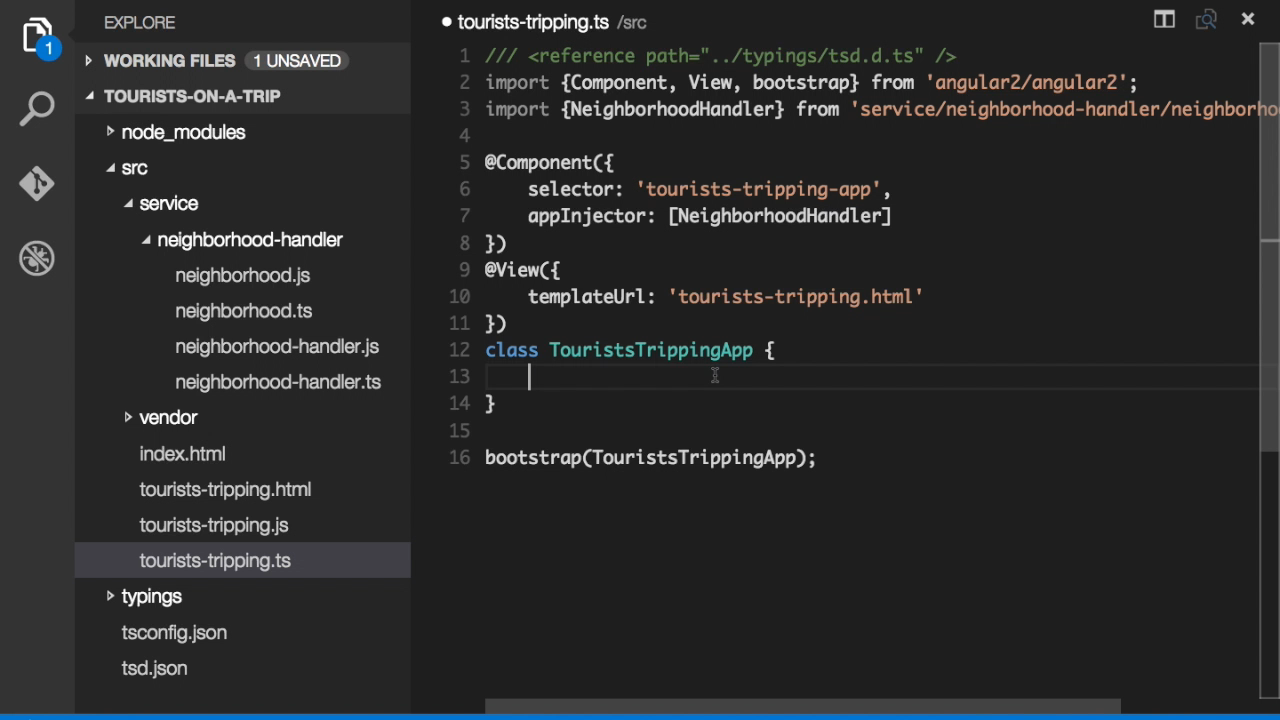 EXPLORE
1
WORKING FILES 1 UNSAVED
TOURISTS-ON-A-TRIP
node_modules
src
service
neighborhood-handler
neighborhood.js
neighborhood.ts
neighborhood-handler.js
neighborhood-handler.ts
vendor
index.html
tourists-tripping.html
tourists-tripping.js
tourists-tripping.ts
typings
tsconfig.json
tsd.json
tourists-tripping.ts /src
1 /// <reference path="../typings/tsd.d.ts" />
2 import {Component, View, bootstrap} from 'angular2/angular2';
3 import {NeighborhoodHandler} from 'service/neighborhood-handler/neighborho
4
5 @Component({
6 selector: 'tourists-tripping-app',
7 appInjector: [NeighborhoodHandler]
8 })
9 @View({
10 templateUrl: 'tourists-tripping.html'
11 })
12 class TouristsTrippingApp {
13
14 }
15
16 bootstrap(TouristsTrippingApp);